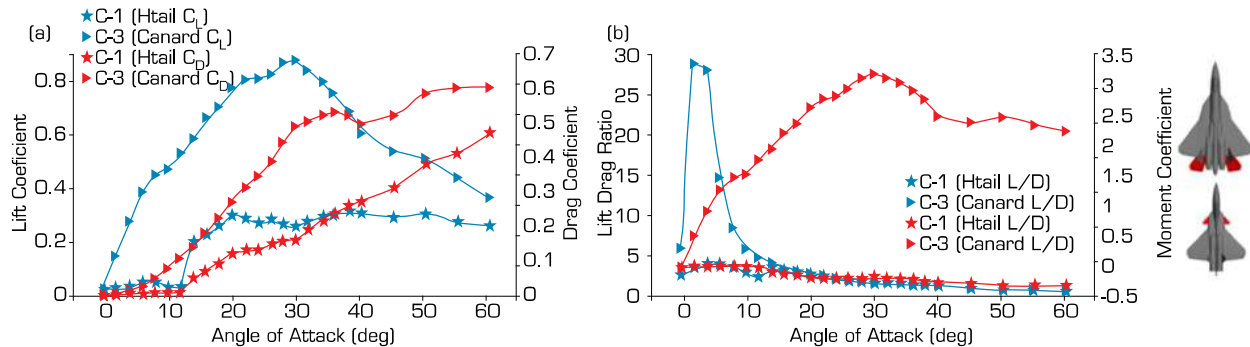 (a)
C-1 (Htail C_L)
C-3 (Canard C_L)
C-1 (Htail C_D)
C-3 (Canard C_D)
Lift Coefficient
0.8
0.8
0.4
0.2
0
0 10 20 30 40 50 60
Angle of Attack (deg)
0.7
0.6
0.5
0.4
0.3
0.2
0.1
0.0
Drag Coeficient
(b)
Lift Drag Ratio
30
25
20
15
10
5
0
0 10 20 30 40 50 60
Angle of Attack (deg)
C-1 (Htail L/D)
C-3 (Canard L/D)
C-1 (Htail L/D)
C-3 (Canard L/D)
3.5
3
2.5
2
1.5
1
0.5
0
-0.5
Moment Coefficient